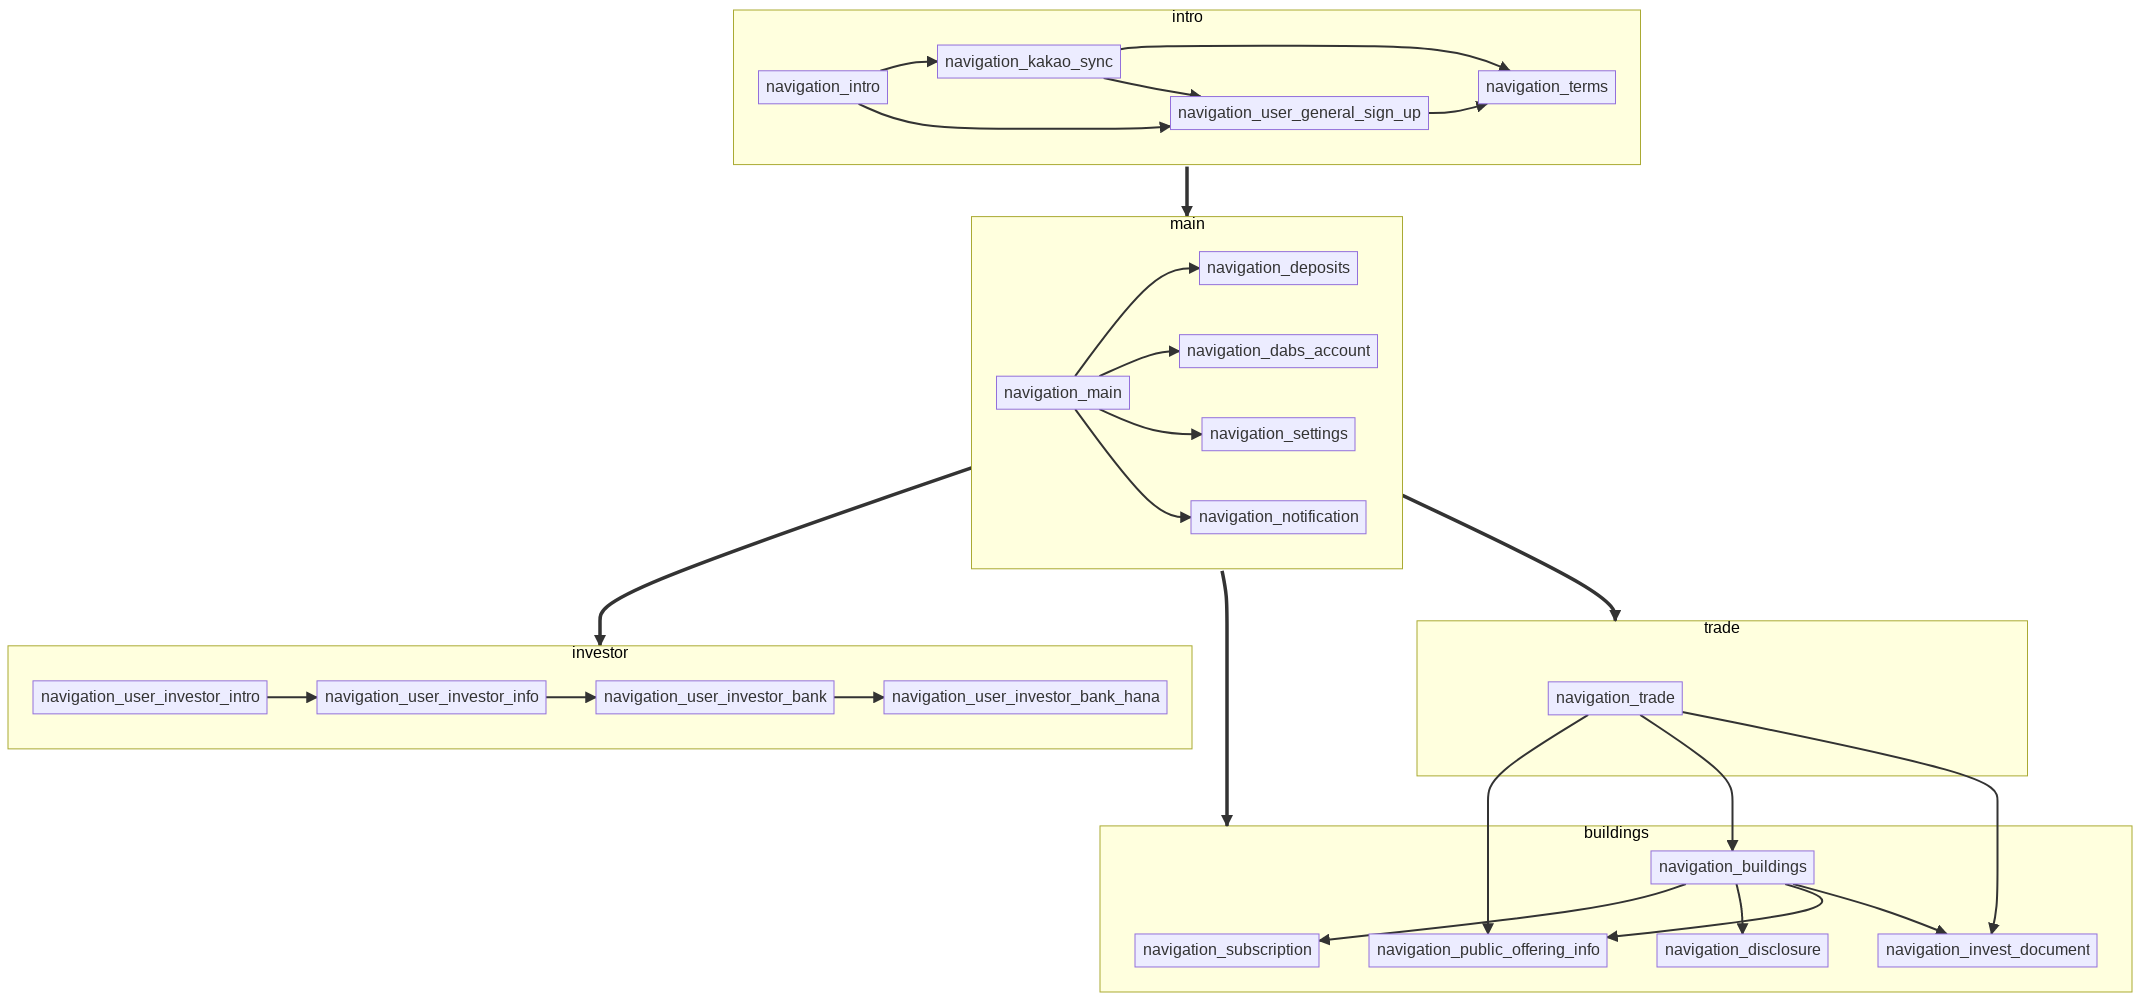 intro
navigation_kakao_sync
navigation_intro
navigation_terms
navigation_user_general_sign_up
main
navigation_deposits
navigation_dabs_account
navigation_main
navigation_settings
navigation_notification
investor
navigation_user_investor_intro
navigation_user_investor_info
navigation_user_investor_bank
navigation_user_investor_bank_hana
trade
navigation_trade
buildings
navigation_buildings
navigation_subscription
navigation_public_offering_info
navigation_disclosure
navigation_invest_document